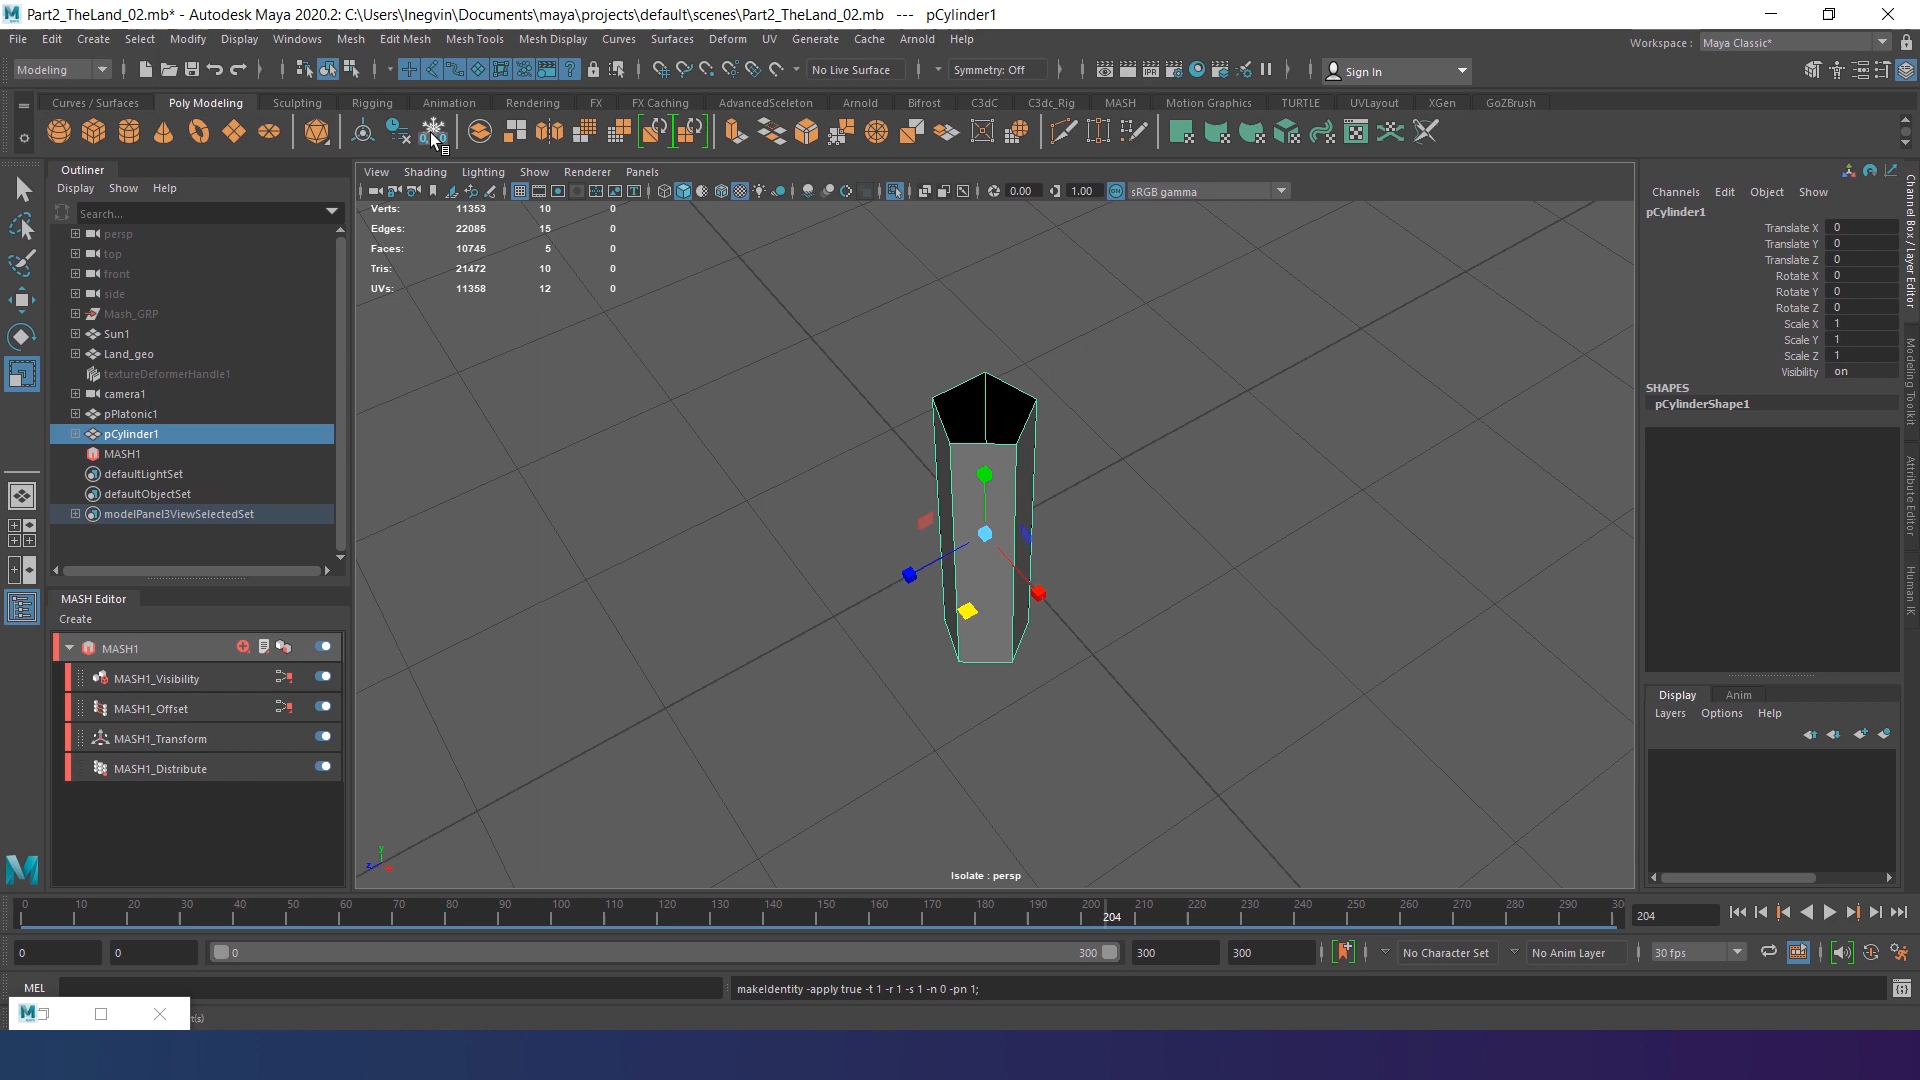 Part2_TheLand_02.mb* - Autodesk Maya 2020.2: C:\Users\Inegvin\Documents\maya\projects\default\scenes\Part2_TheLand_02.mb --- pCylinder1
File Edit Create Select Modify Display Windows Mesh Edit Mesh Mesh Tools Mesh Display Curves Surfaces Deform UV Generate Cache Arnold Help
Workspace : Maya Classic*
Modeling No Live Surface Symmetry: Off Sign In
Curves / Surfaces Poly Modeling Sculpting Rigging Animation Rendering FX FX Caching AdvancedSceleton Arnold Bifrost C3dC C3dc_Rig MASH Motion Graphics TURTLE UVLayout XGen GoZBrush
Outliner
Display Show Help
Search...
persp
top
front
side
Mash_GRP
Sun1
Land_geo
textureDeformerHandle1
camera1
pPlatonic1
pCylinder1
MASH1
defaultLightSet
defaultObjectSet
modelPanel3ViewSelectedSet
MASH Editor
Create
MASH1
MASH1_Visibility
MASH1_Offset
MASH1_Transform
MASH1_Distribute
View Shading Lighting Show Renderer Panels
0.00 1.00 sRGB gamma
Verts: 11353 10 0
Edges: 22085 15 0
Faces: 10745 5 0
Tris: 21472 10 0
UVs: 11358 12 0
y
z
Isolate : persp
Channels Edit Object Show
pCylinder1
Translate X 0
Translate Y 0
Translate Z 0
Rotate X 0
Rotate Y 0
Rotate Z 0
Scale X 1
Scale Y 1
Scale Z 1
Visibility on
SHAPES
pCylinderShape1
Display Anim
Layers Options Help
Channel Box / Layer Editor
Modeling Toolkit
Attribute Editor
Human IK
0 10 20 30 40 50 60 70 80 90 100 110 120 130 140 150 160 170 180 190 200 210 220 230 240 250 260 270 280 290 30
204
204
0 0 0 300 300 300 No Character Set No Anim Layer 30 fps
MEL makeIdentity -apply true -t 1 -r 1 -s 1 -n 0 -pn 1;
t(s)